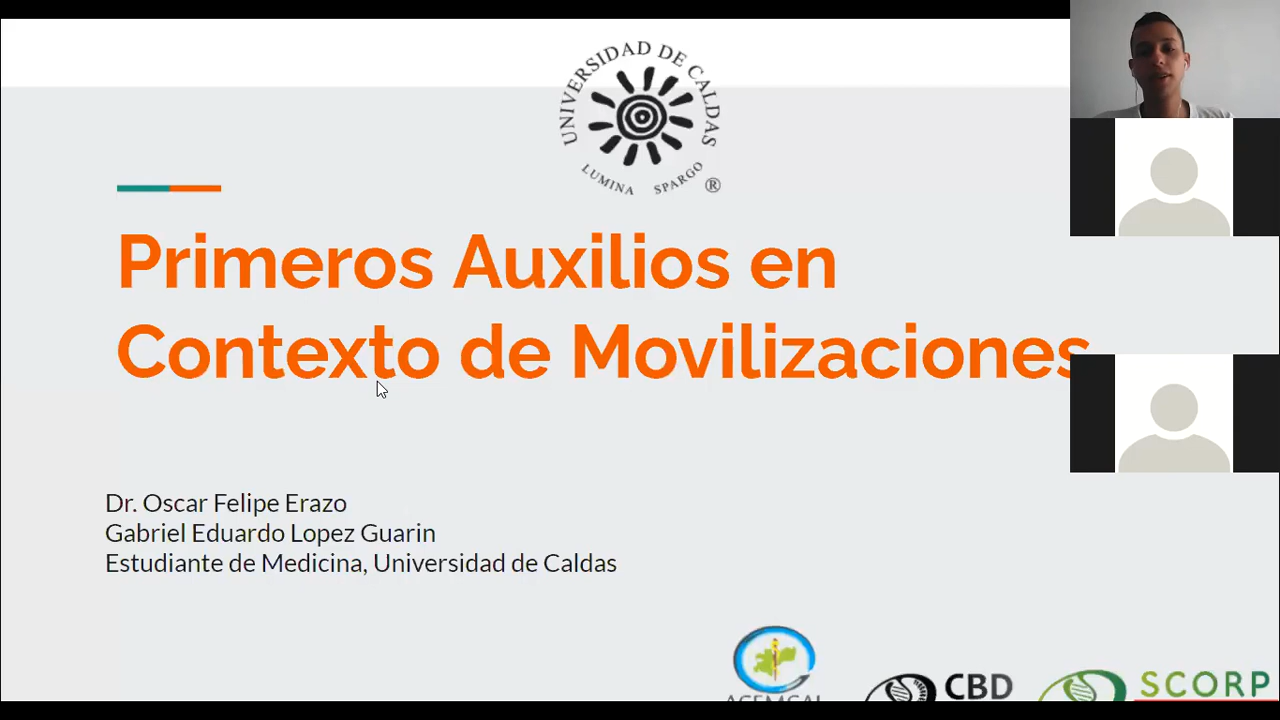 UNIVERSIDAD DE CALDAS
LUMINA SPARGO
®
Primeros Auxilios en
Contexto de Movilizaciones
Dr. Oscar Felipe Erazo
Gabriel Eduardo Lopez Guarin
Estudiante de Medicina, Universidad de Caldas
CBD
SCORP